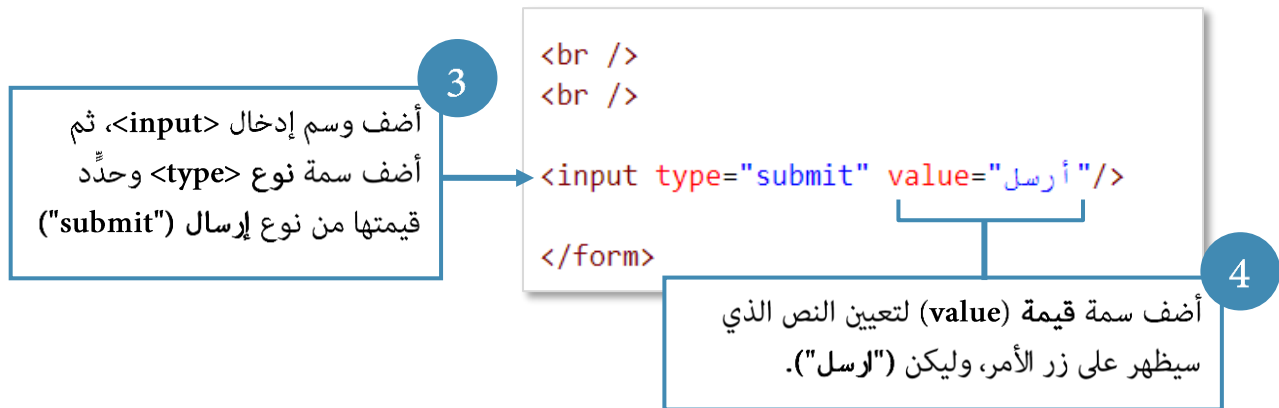 <br />
<br />
3
أضف وسم إدخال <input>، ثم
أضف سمة نوع <type> وحدِّد
قيمتها من نوع إرسال ("submit")
<input type="submit" value="أرسل"/>
</form>
4
أضف سمة قيمة (value) لتعيين النص الذي
سيظهر على زر الأمر، وليكن ("ارسل").